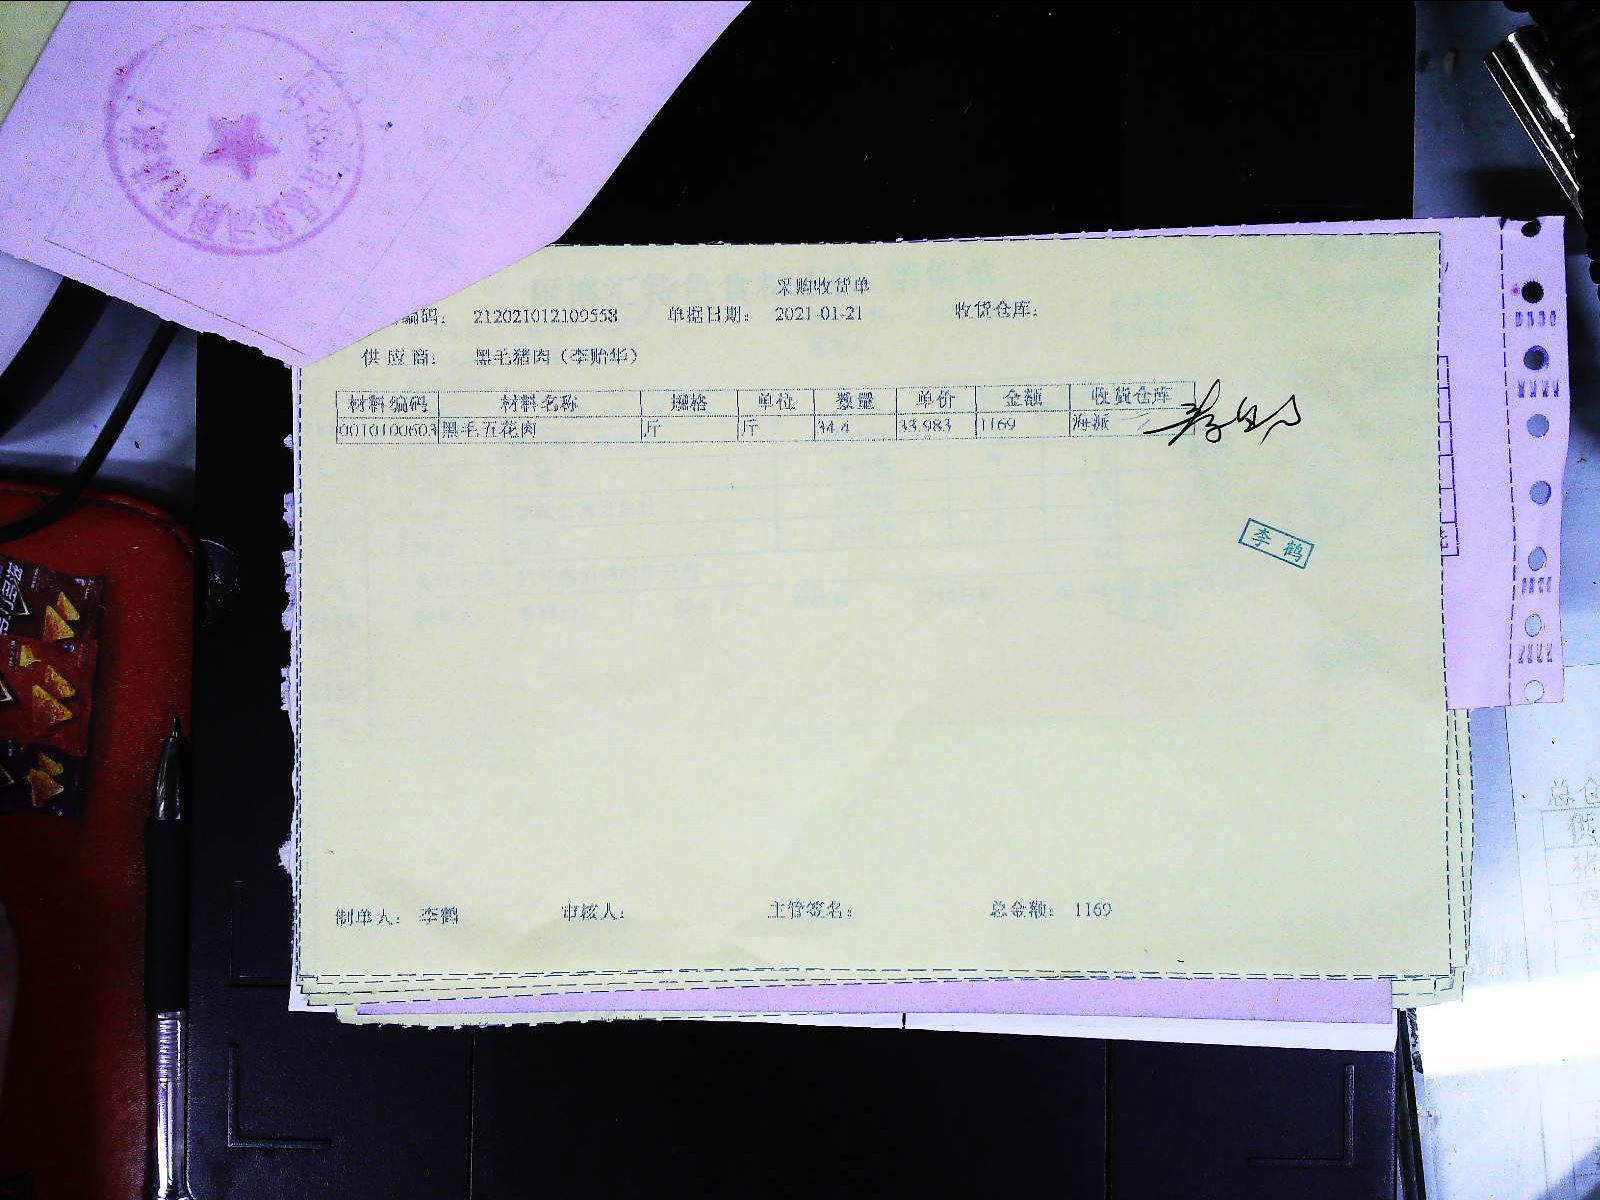 采购收货单
编码： 212021012109558 单据日期： 2021-01-21 收货仓库：
供 应 商： 黑毛猪肉（李贻华）
材料编码 材料名称 规格 单位 数量 单价 金额 收货仓库
0010100603 黑毛五花肉 斤 斤 34.4 33.983 1169 海派
李鹤
制单人： 李鹤 审核人： 主管签名： 总金额： 1169
总仓